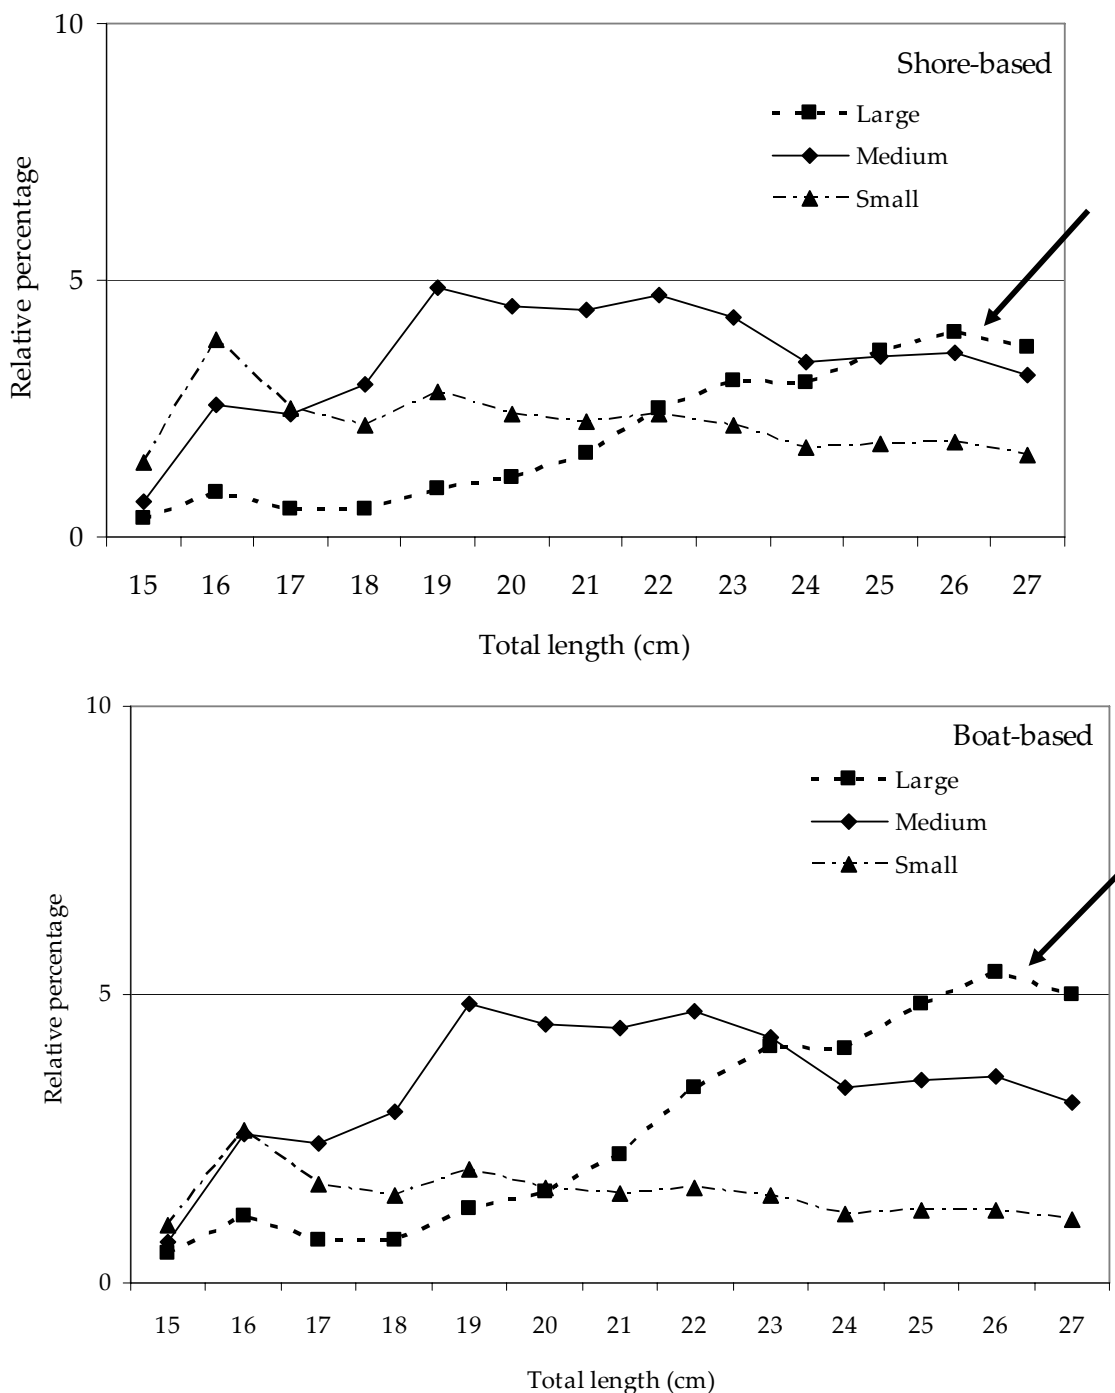 10
Shore-based
Large
Medium
Small
Relative percentage
5
0
15 16 17 18 19 20 21 22 23 24 25 26 27
Total length (cm)
10
Boat-based
Large
Medium
Small
Relative percentage
5
0
15 16 17 18 19 20 21 22 23 24 25 26 27
Total length (cm)